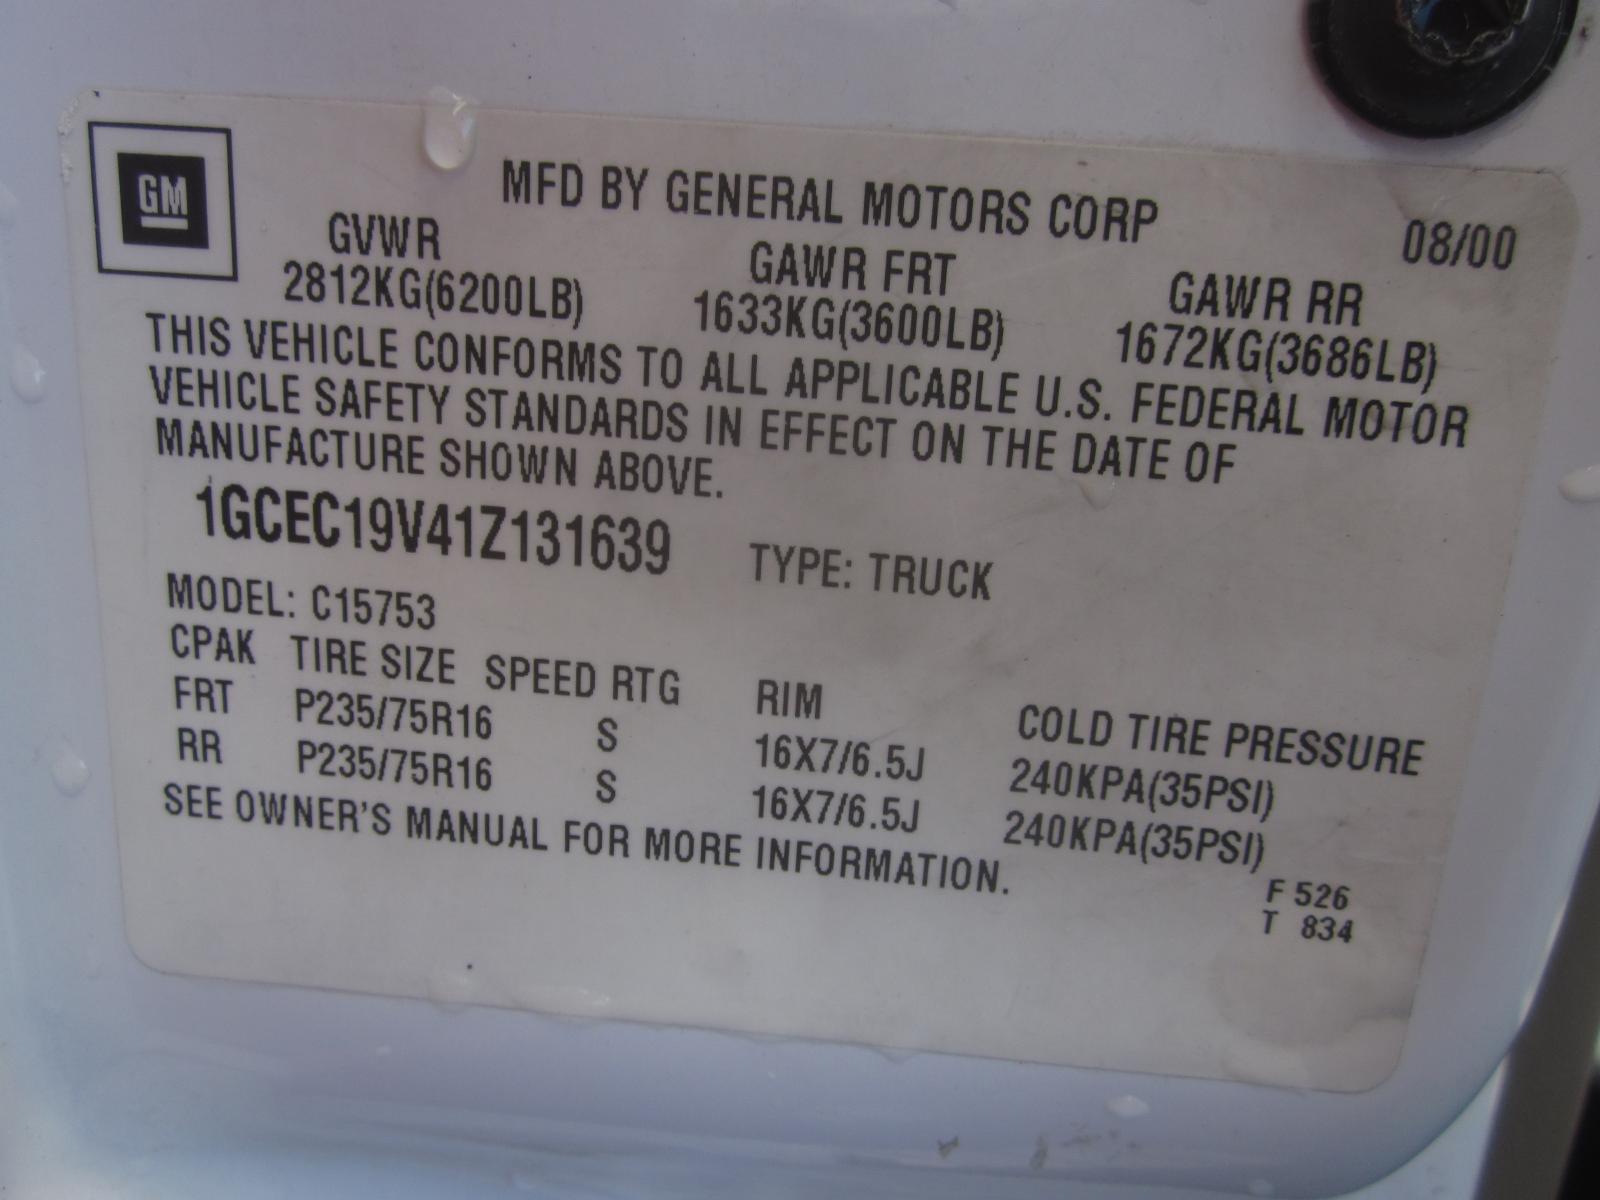 GM
MFD BY GENERAL MOTORS CORP 08/00
GVWR GAWR FRT GAWR RR
2812KG(6200LB) 1633KG(3600LB) 1672KG(3686LB)
THIS VEHICLE CONFORMS TO ALL APPLICABLE U.S. FEDERAL MOTOR
VEHICLE SAFETY STANDARDS IN EFFECT ON THE DATE OF
MANUFACTURE SHOWN ABOVE.
1GCEC19V41Z131639 TYPE: TRUCK
MODEL: C15753
CPAK TIRE SIZE SPEED RTG RIM COLD TIRE PRESSURE
FRT P235/75R16 S 16X7/6.5J 240KPA(35PSI)
RR P235/75R16 S 16X7/6.5J 240KPA(35PSI)
SEE OWNER'S MANUAL FOR MORE INFORMATION.
F 526
T 834